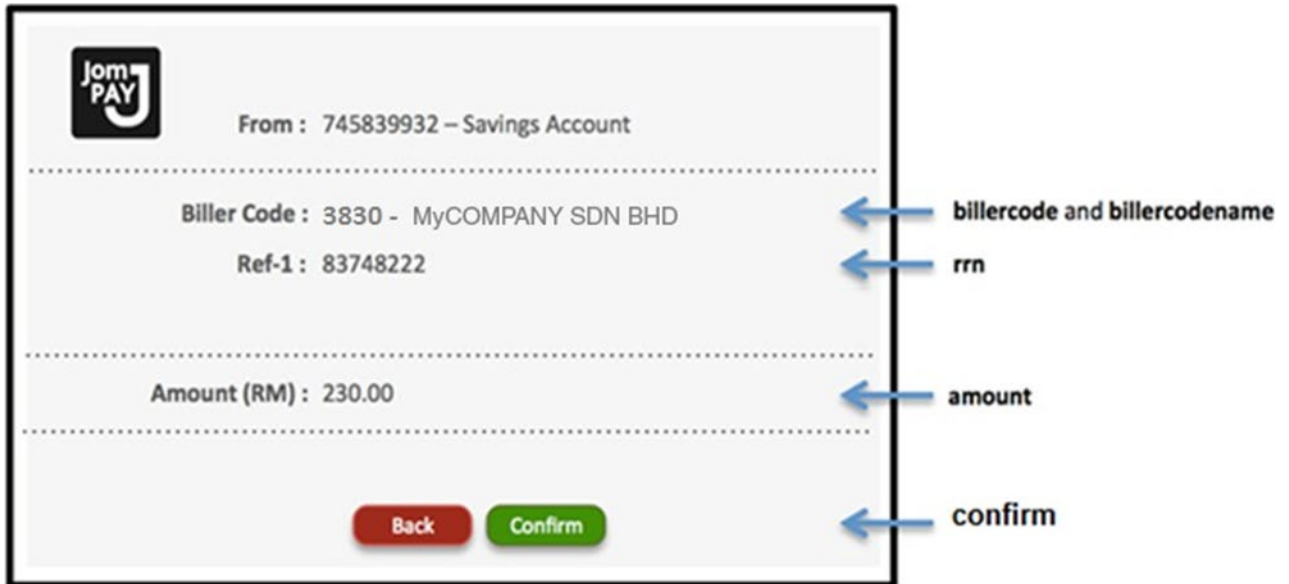 Jom
PAY
From : 745839932 – Savings Account
Biller Code : 3830 - MyCOMPANY SDN BHD
billercode and billercodename
Ref-1 : 83748222
rrn
Amount (RM) : 230.00
amount
Back Confirm
confirm